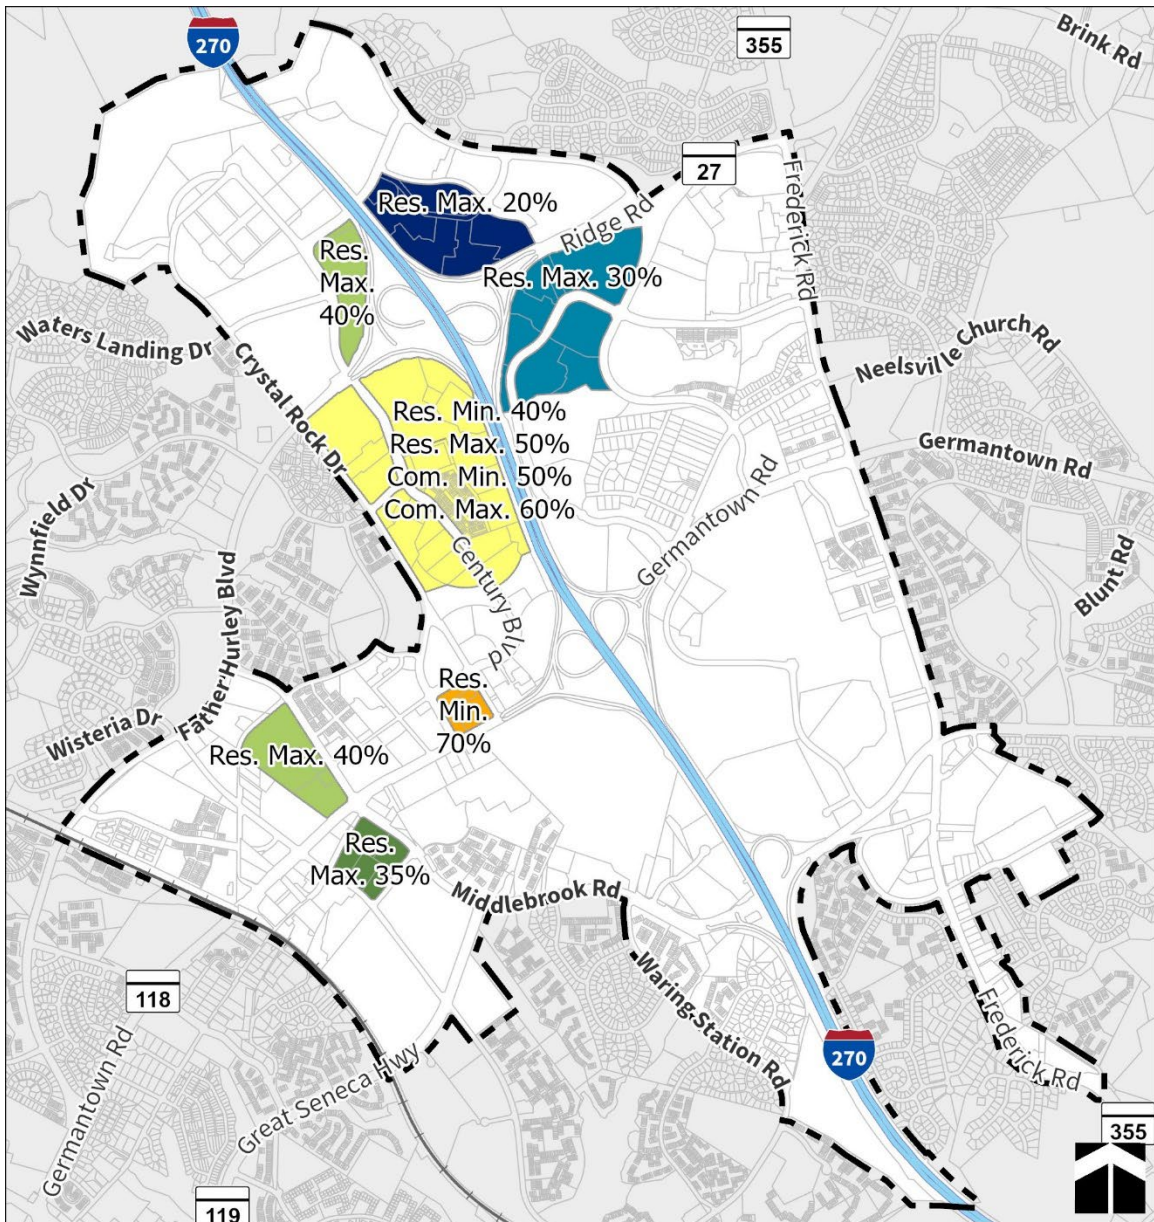 Brink Rd
270
355
27
Res. Max. 20%
Ridge Rd
Frederick Rd
Res.
Max.
40%
Res. Max. 30%
Waters Landing Dr
Crystal Rock Dr
Neelsville Church Rd
Res. Min. 40%
Res. Max. 50%
Com. Min. 50%
Com. Max. 60%
Germantown Rd
Wynnfield Dr
Germantown Rd
Century Blvd
Blunt Rd
Father Hurley Blvd
Res.
Min.
70%
Wisteria Dr
Res. Max. 40%
Res.
Max. 35%
Middlebrook Rd
Waring Station Rd
118
Frederick Rd
270
Germantown Rd
Great Seneca Hwy
355
119